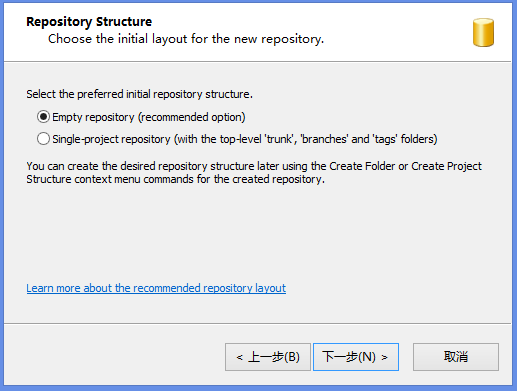 Repository Structure
Choose the initial layout for the new repository.
Select the preferred initial repository structure.
Empty repository (recommended option)
Single-project repository (with the top-level 'trunk', 'branches' and 'tags' folders)
You can create the desired repository structure later using the Create Folder or Create Project
Structure context menu commands for the created repository.
Learn more about the recommended repository layout
< 上一步(B) 下一步(N) > 取消